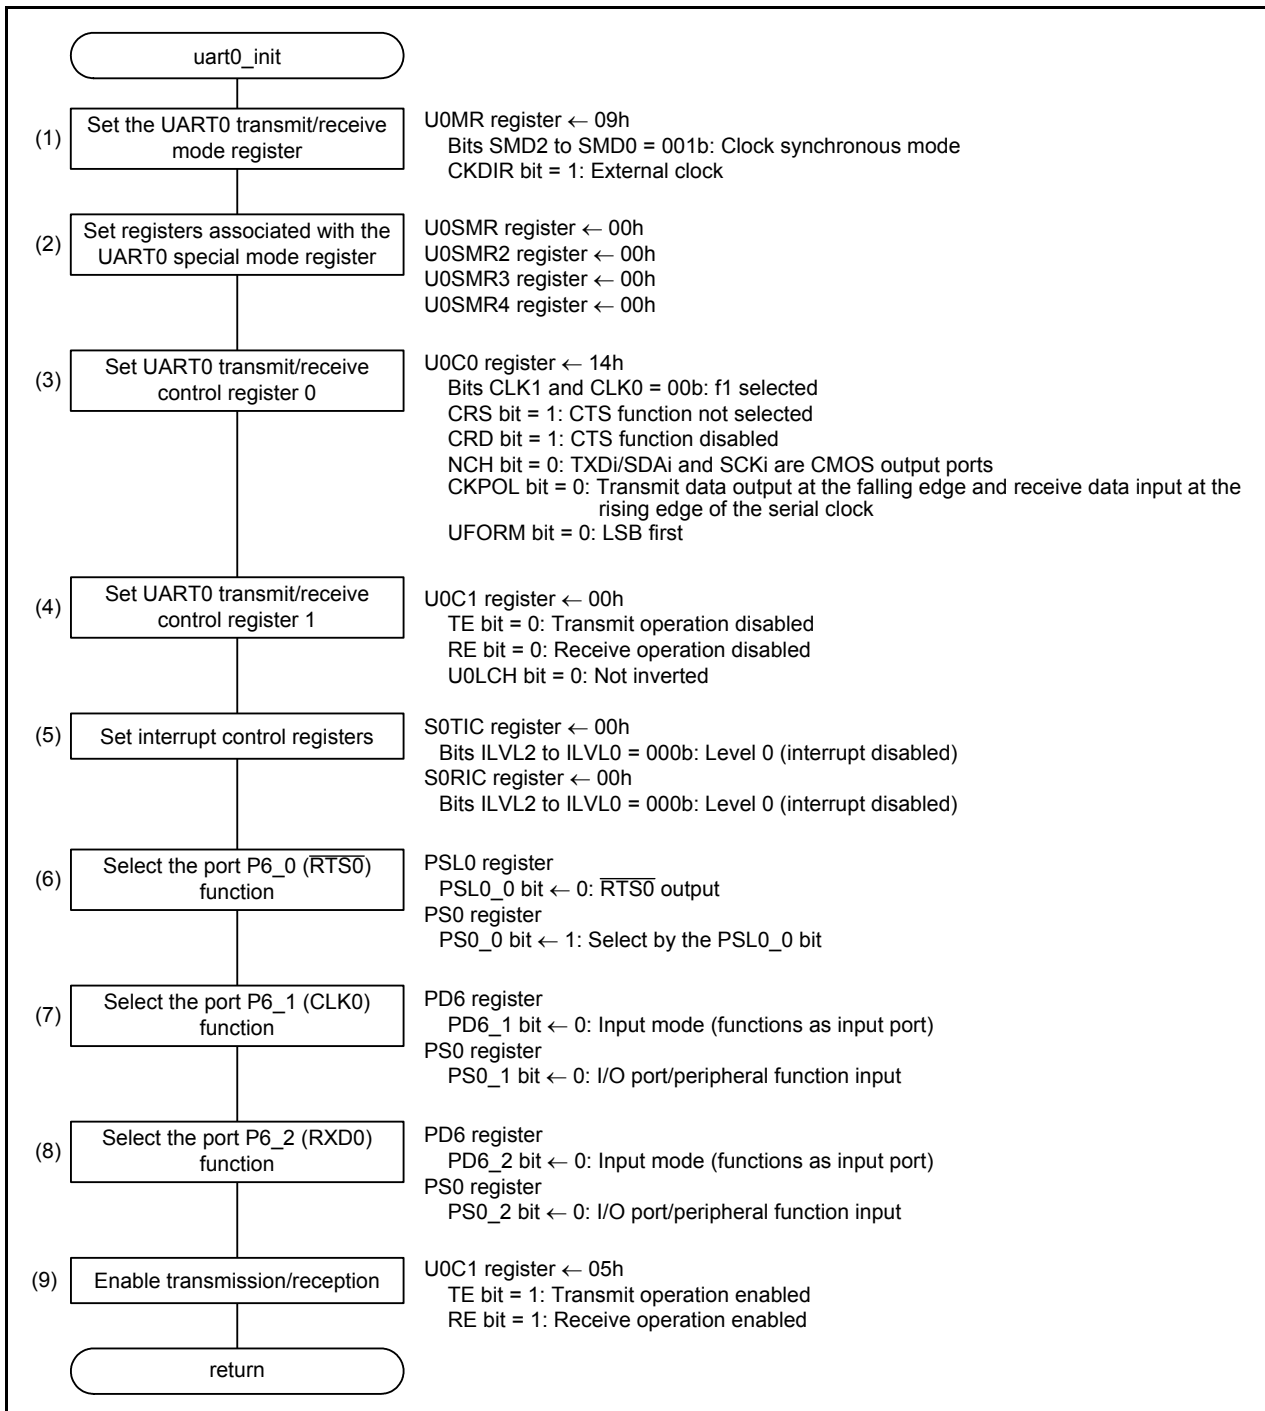 uart0_init
(1)
Set the UART0 transmit/receive
mode register
U0MR register ← 09h
Bits SMD2 to SMD0 = 001b: Clock synchronous mode
CKDIR bit = 1: External clock
(2)
Set registers associated with the
UART0 special mode register
U0SMR register ← 00h
U0SMR2 register ← 00h
U0SMR3 register ← 00h
U0SMR4 register ← 00h
(3)
Set UART0 transmit/receive
control register 0
U0C0 register ← 14h
Bits CLK1 and CLK0 = 00b: f1 selected
CRS bit = 1: CTS function not selected
CRD bit = 1: CTS function disabled
NCH bit = 0: TXDi/SDAi and SCKi are CMOS output ports
CKPOL bit = 0: Transmit data output at the falling edge and receive data input at the
rising edge of the serial clock
UFORM bit = 0: LSB first
(4)
Set UART0 transmit/receive
control register 1
U0C1 register ← 00h
TE bit = 0: Transmit operation disabled
RE bit = 0: Receive operation disabled
U0LCH bit = 0: Not inverted
(5)
Set interrupt control registers
S0TIC register ← 00h
Bits ILVL2 to ILVL0 = 000b: Level 0 (interrupt disabled)
S0RIC register ← 00h
Bits ILVL2 to ILVL0 = 000b: Level 0 (interrupt disabled)
(6)
Select the port P6_0 (R̅T̅S̅0̅)
function
PSL0 register
PSL0_0 bit ← 0: R̅T̅S̅0̅ output
PS0 register
PS0_0 bit ← 1: Select by the PSL0_0 bit
(7)
Select the port P6_1 (CLK0)
function
PD6 register
PD6_1 bit ← 0: Input mode (functions as input port)
PS0 register
PS0_1 bit ← 0: I/O port/peripheral function input
(8)
Select the port P6_2 (RXD0)
function
PD6 register
PD6_2 bit ← 0: Input mode (functions as input port)
PS0 register
PS0_2 bit ← 0: I/O port/peripheral function input
(9)
Enable transmission/reception
U0C1 register ← 05h
TE bit = 1: Transmit operation enabled
RE bit = 1: Receive operation enabled
return